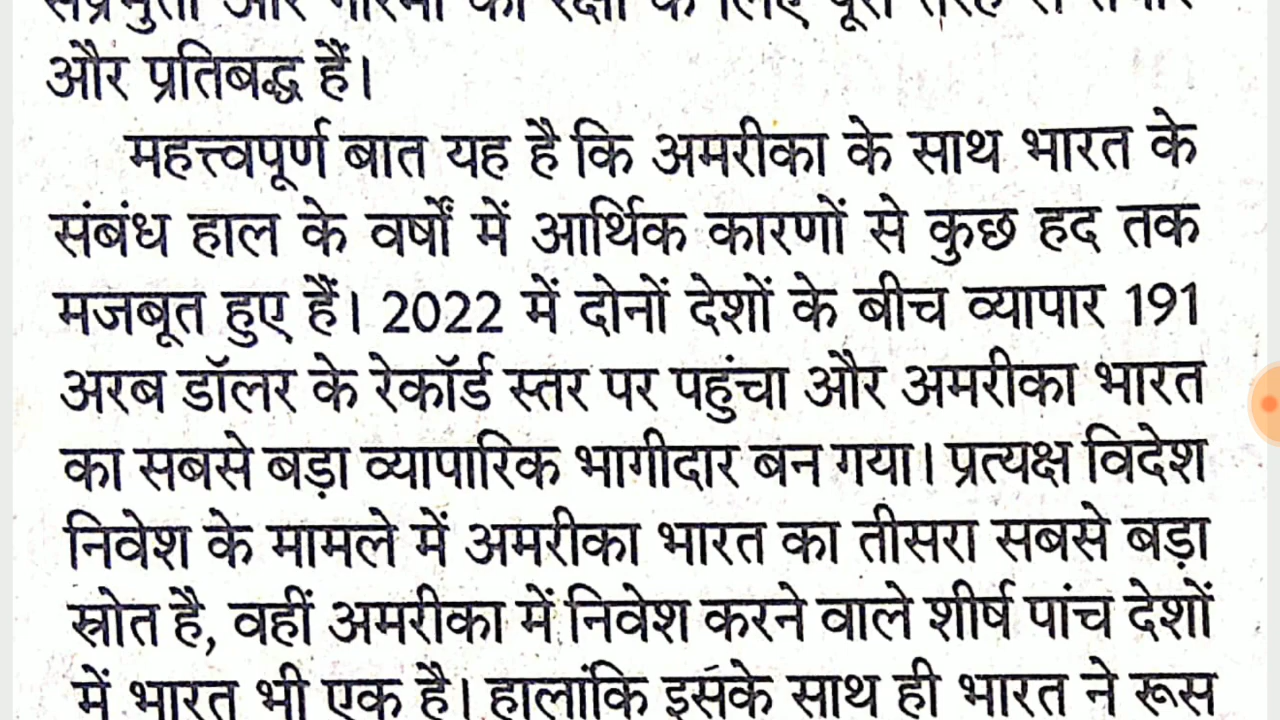 और प्रतिबद्ध हैं।
महत्त्वपूर्ण बात यह है कि अमरीका के साथ भारत के
संबंध हाल के वर्षों में आर्थिक कारणों से कुछ हद तक
मजबूत हुए हैं। 2022 में दोनों देशों के बीच व्यापार 191
अरब डॉलर के रेकॉर्ड स्तर पर पहुंचा और अमरीका भारत
का सबसे बड़ा व्यापारिक भागीदार बन गया। प्रत्यक्ष विदेश
निवेश के मामले में अमरीका भारत का तीसरा सबसे बड़ा
स्रोत है, वहीं अमरीका में निवेश करने वाले शीर्ष पांच देशों
में भारत भी एक है। हालांकि इसके साथ ही भारत ने रूस